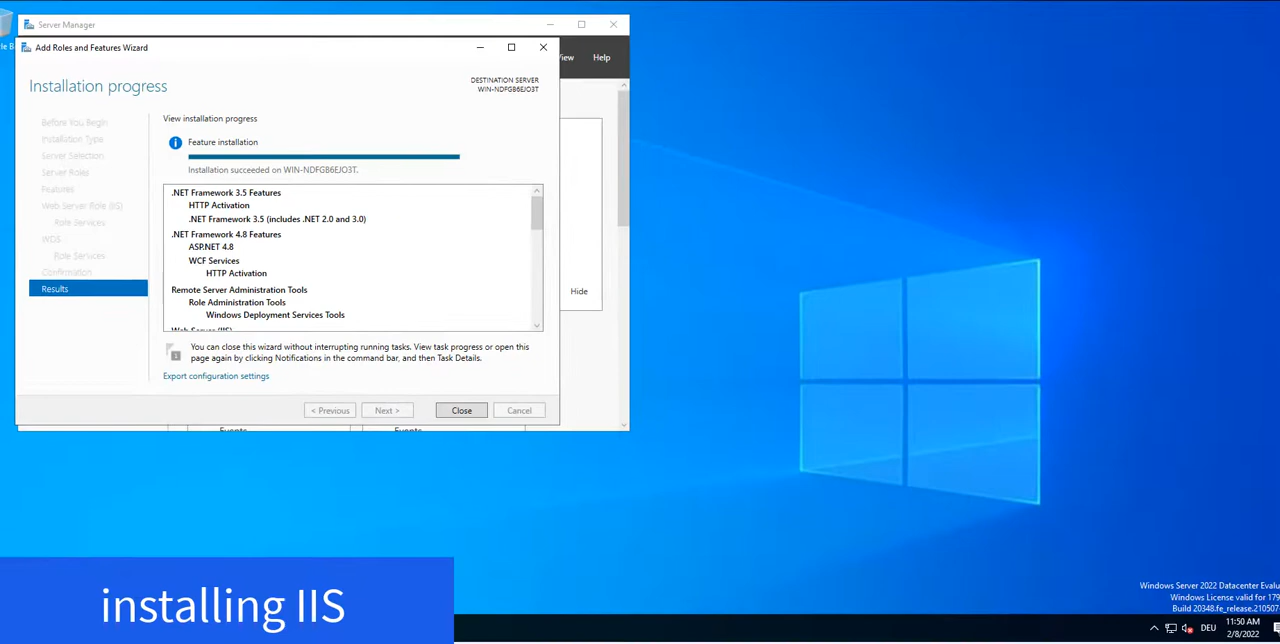 Server Manager
Add Roles and Features Wizard
View
Help
Installation progress
DESTINATION SERVER
WIN-NDFGB6EJO3T
Before You Begin
Installation Type
Server Selection
Server Roles
Features
Web Server Role (IIS)
Role Services
WDS
Role Services
Confirmation
Results
View installation progress
Feature installation
Installation succeeded on WIN-NDFGB6EJO3T.
.NET Framework 3.5 Features
HTTP Activation
.NET Framework 3.5 (includes .NET 2.0 and 3.0)
.NET Framework 4.8 Features
ASP.NET 4.8
WCF Services
HTTP Activation
Remote Server Administration Tools
Role Administration Tools
Windows Deployment Services Tools
Web Server (IIS)
Hide
You can close this wizard without interrupting running tasks. View task progress or open this
page again by clicking Notifications in the command bar, and then Task Details.
Export configuration settings
< Previous
Next >
Close
Cancel
Events
Events
installing IIS
Windows Server 2022 Datacenter Evalu
Windows License valid for 179
Build 20348.fe_release.210507-
DEU
11:50 AM
2/8/2022